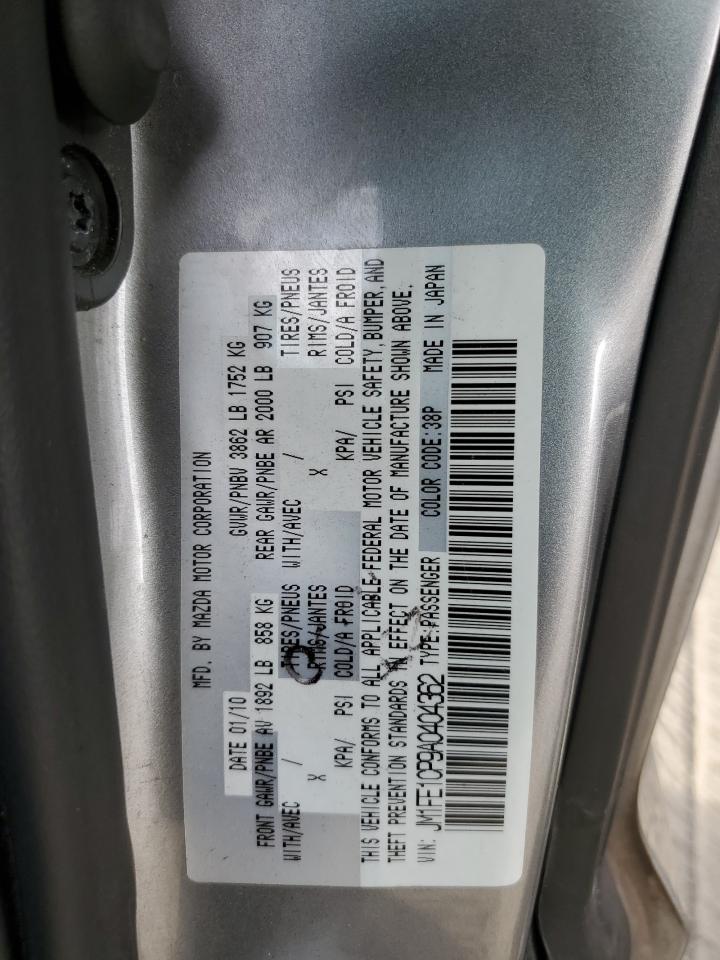 MFD. BY MAZDA MOTOR CORPORATION
DATE 01/10 GVWR/PNBV 3862 LB 1752 KG
FRONT GAWR/PNBE AV 1892 LB 858 KG REAR GAWR/PNBE AR 2000 LB 907 KG
WITH/AVEC / TIRES/PNEUS WITH/AVEC / TIRES/PNEUS
X RIMS/JANTES X RIMS/JANTES
KPA/ PSI COLD/A FROID KPA/ PSI COLD/A FROID
THIS VEHICLE CONFORMS TO ALL APPLICABLE FEDERAL MOTOR VEHICLE SAFETY, BUMPER, AND
THEFT PREVENTION STANDARDS IN EFFECT ON THE DATE OF MANUFACTURE SHOWN ABOVE.
VIN: JM1FE1CP9A0404362 TYPE:PASSENGER COLOR CODE:38P MADE IN JAPAN